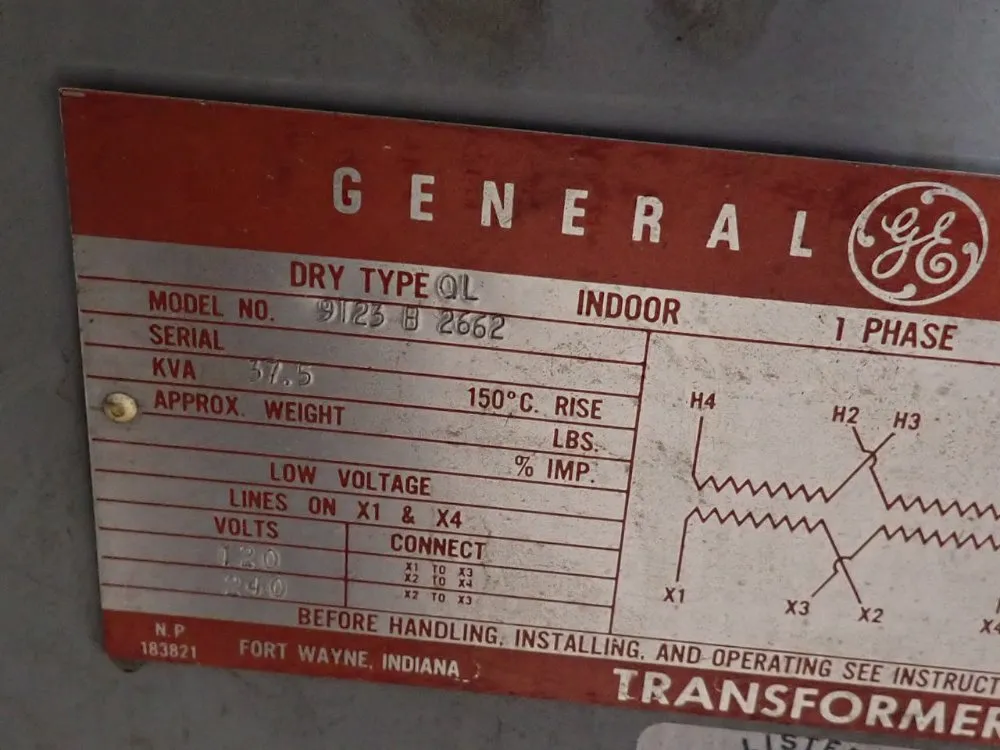 GENERAL GE
DRY TYPE QL INDOOR 1 PHASE
MODEL NO. 9T23 B 2662
SERIAL
KVA 37.5 150°C. RISE
APPROX. WEIGHT LBS.
% IMP.
LOW VOLTAGE
LINES ON X1 & X4
VOLTS CONNECT
120 X1 TO X3
X2 TO X4
240 X2 TO X3
H4 H2 H3
X1 X3 X2 X4
BEFORE HANDLING, INSTALLING, AND OPERATING SEE INSTRUCT
N.P. 183821
FORT WAYNE, INDIANA
TRANSFORMER
LISTE